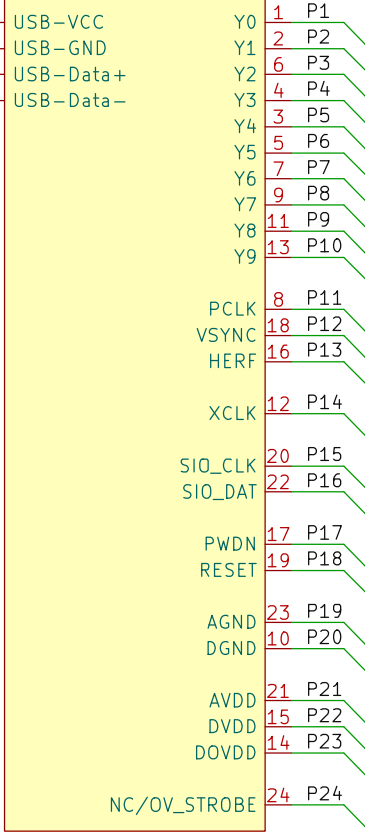 USB-VCC Y0 1 P1
USB-GND Y1 2 P2
USB-Data+ Y2 6 P3
USB-Data- Y3 4 P4
Y4 3 P5
Y5 5 P6
Y6 7 P7
Y7 9 P8
Y8 11 P9
Y9 13 P10
PCLK 8 P11
VSYNC 18 P12
HERF 16 P13
XCLK 12 P14
SIO_CLK 20 P15
SIO_DAT 22 P16
PWDN 17 P17
RESET 19 P18
AGND 23 P19
DGND 10 P20
AVDD 21 P21
DVDD 15 P22
DOVDD 14 P23
NC/OV_STROBE 24 P24